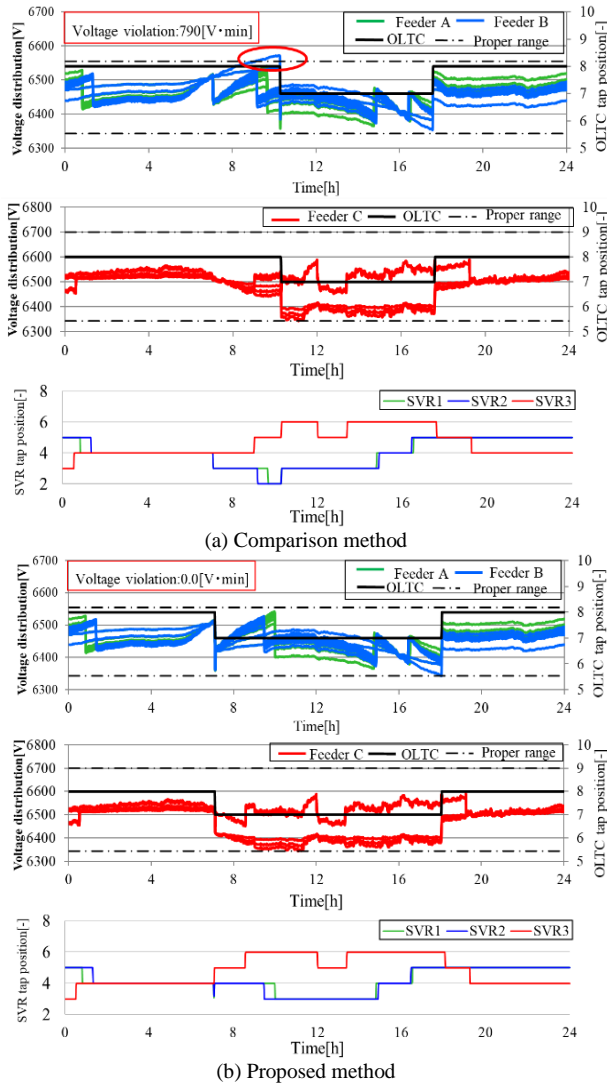 Voltage violation:790[V・min]
Feeder A Feeder B
OLTC Proper range
Voltage distribution[V]
6700 6600 6500 6400 6300
OLTC tap position[-]
10 9 8 7 6 5
0 4 8 12 16 20 24
Time[h]
Feeder C OLTC Proper range
Voltage distribution[V]
6800 6700 6600 6500 6400 6300
OLTC tap position[-]
10 9 8 7 6 5
0 4 8 12 16 20 24
Time[h]
SVR1 SVR2 SVR3
SVR tap position[-]
8 6 4 2
0 4 8 12 16 20 24
Time[h]
(a) Comparison method
Voltage violation:0.0[V・min]
Feeder A Feeder B
OLTC Proper range
Voltage distribution[V]
6700 6600 6500 6400 6300
OLTC tap position[-]
10 9 8 7 6 5
0 4 8 12 16 20 24
Time[h]
Feeder C OLTC Proper range
Voltage distribution[V]
6800 6700 6600 6500 6400 6300
OLTC tap position[-]
10 9 8 7 6 5
0 4 8 12 16 20 24
Time[h]
SVR1 SVR2 SVR3
SVR tap position[-]
8 6 4 2
0 4 8 12 16 20 24
Time[h]
(b) Proposed method